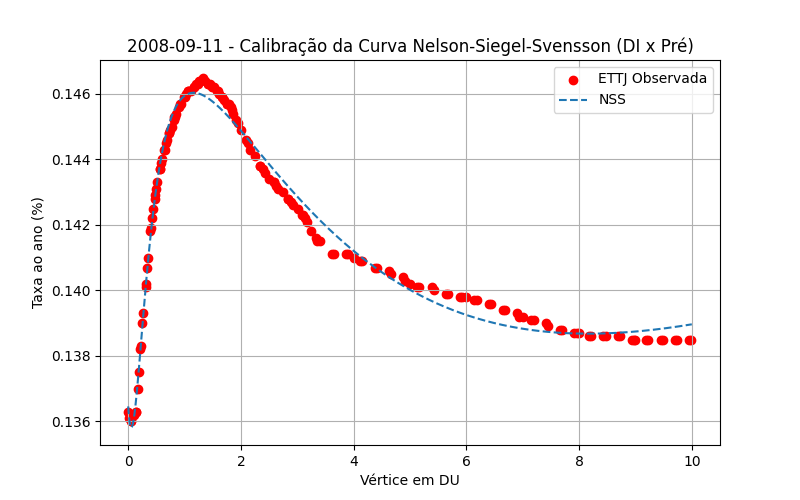 2008-09-11 - Calibração da Curva Nelson-Siegel-Svensson (DI x Pré)
ETTJ Observada
NSS
Taxa ao ano (%)
0.146
0.144
0.142
0.140
0.138
0.136
0 2 4 6 8 10
Vértice em DU